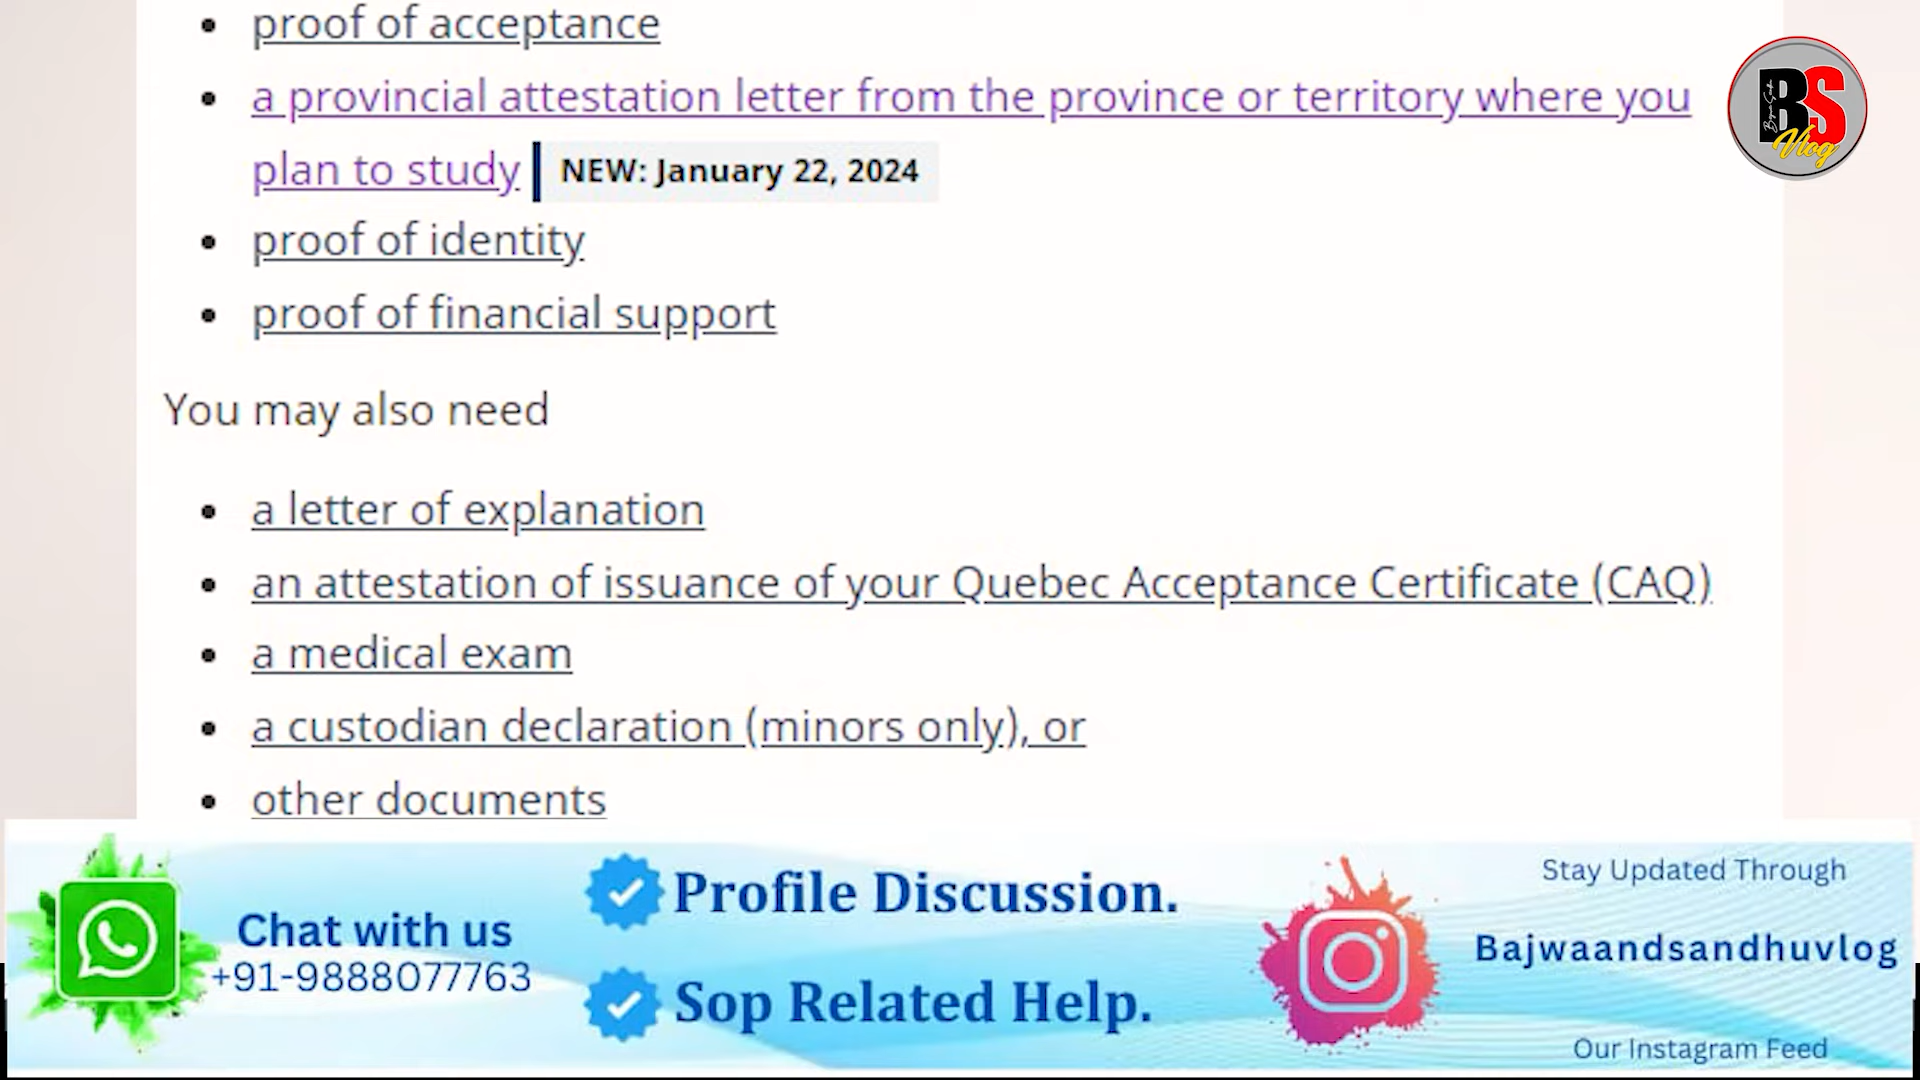 proof of acceptance
a provincial attestation letter from the province or territory where you
plan to study NEW: January 22, 2024
proof of identity
proof of financial support
You may also need
a letter of explanation
an attestation of issuance of your Quebec Acceptance Certificate (CAQ)
a medical exam
a custodian declaration (minors only), or
other documents
BS
Vlog
Chat with us
+91-9888077763
Profile Discussion.
Sop Related Help.
Stay Updated Through
Bajwaandsandhuvlog
Our Instagram Feed